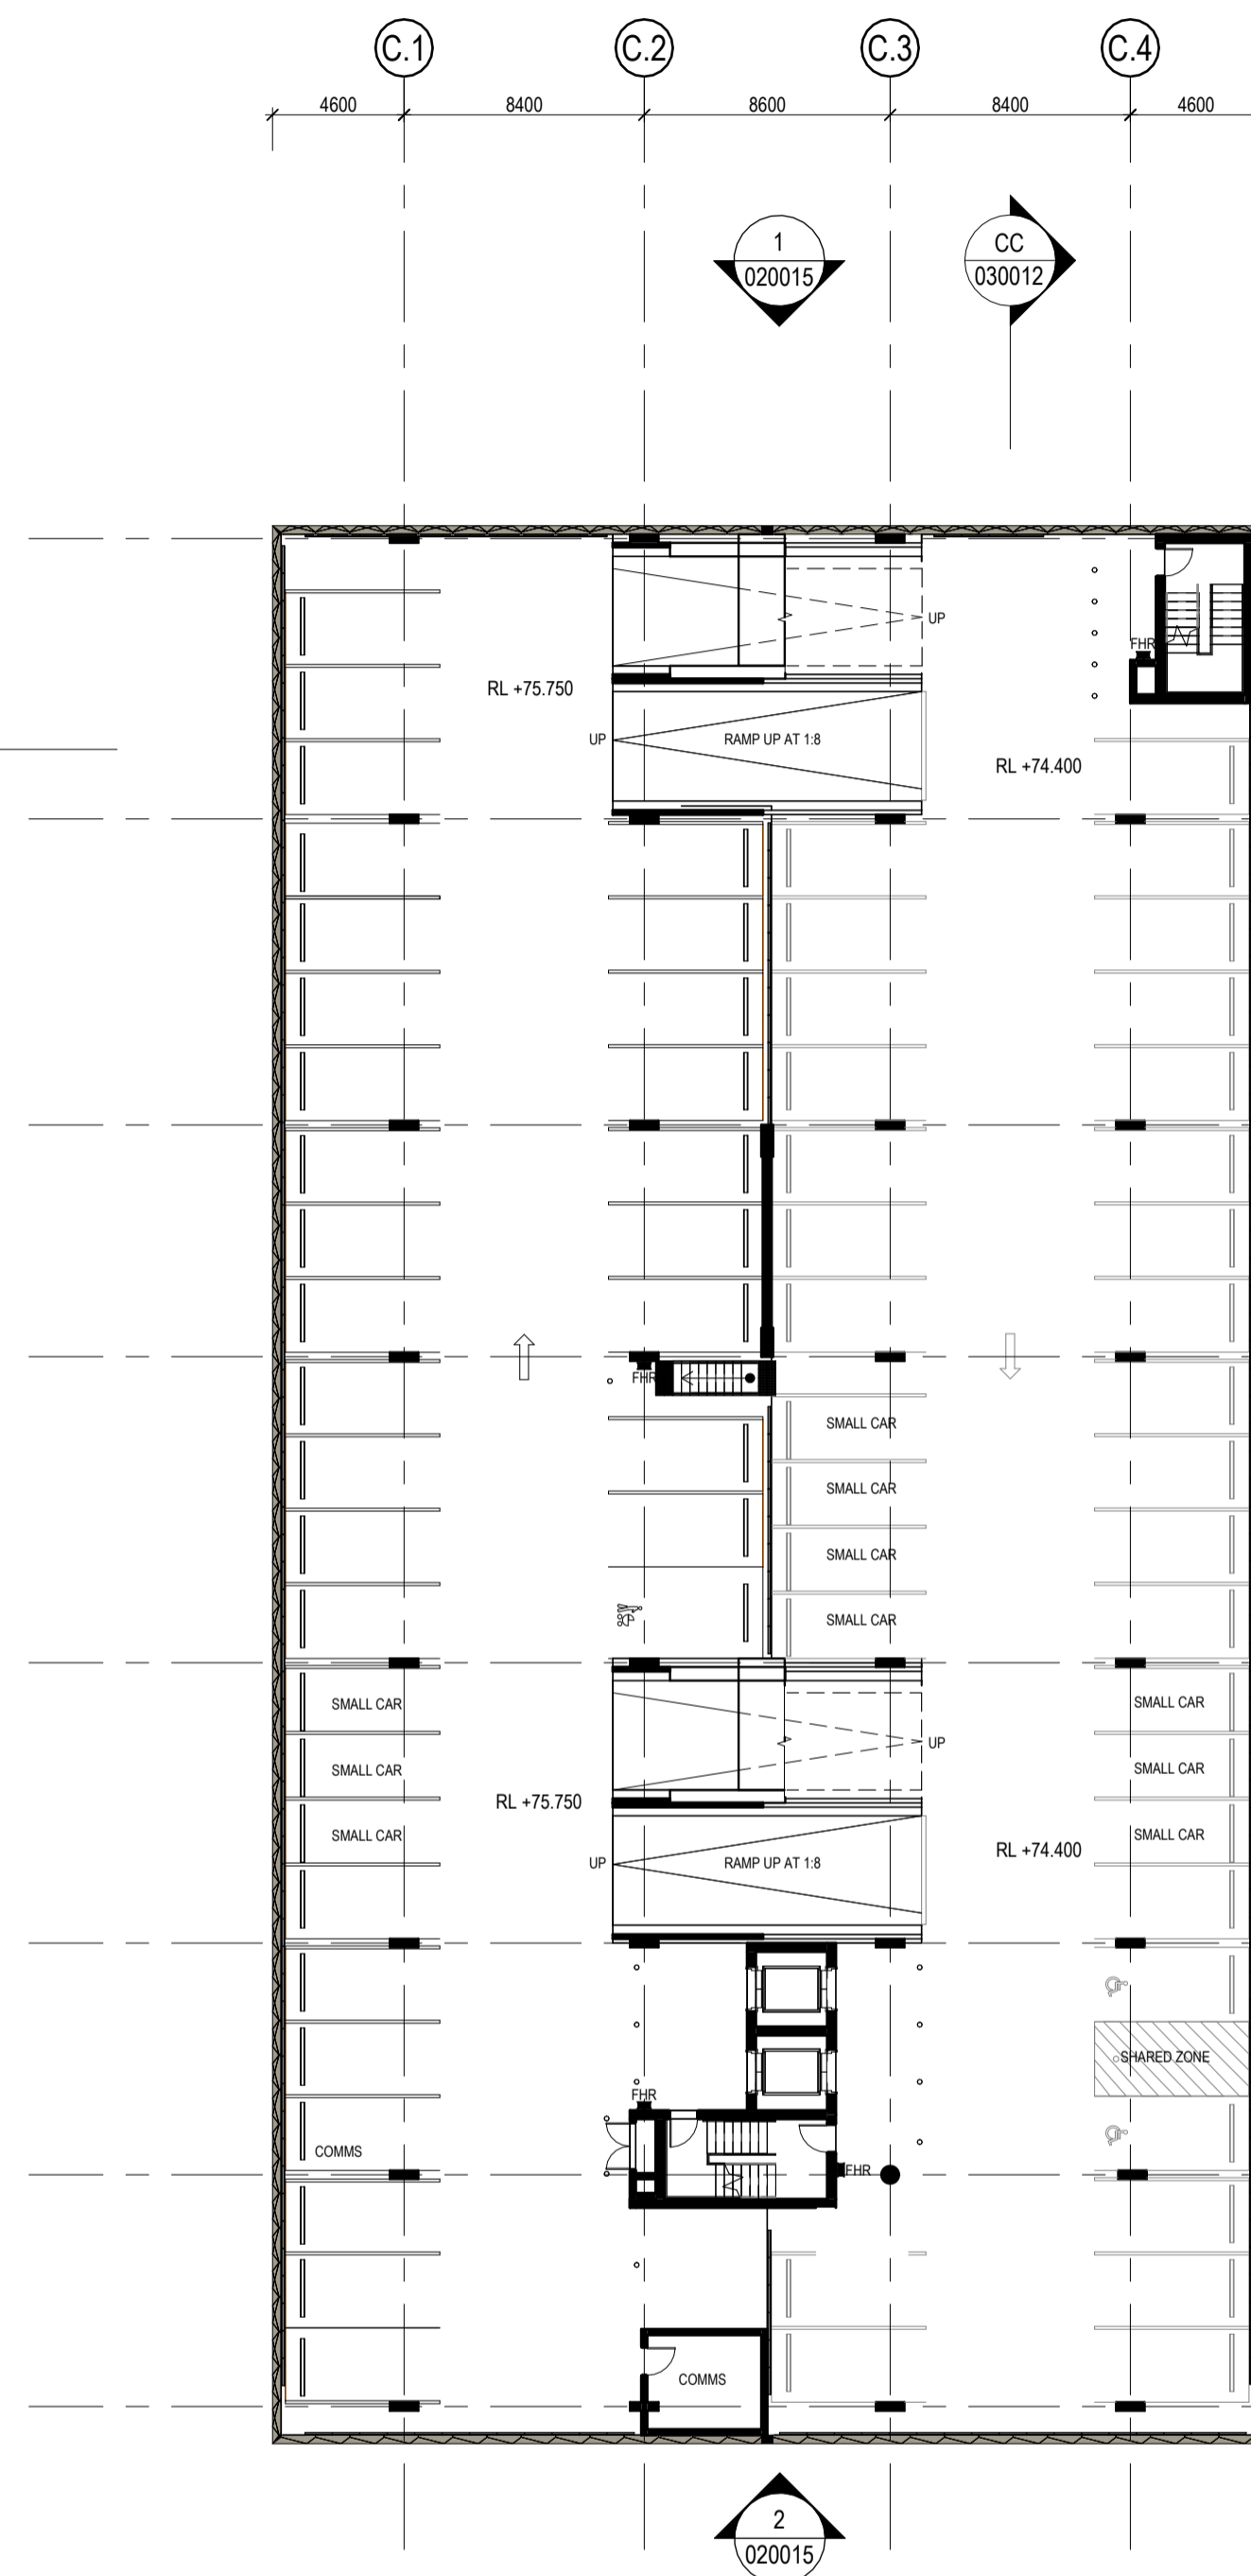 C.1 C.2 C.3 C.4
4600 8400 8600 8400 4600
1
020015
CC
030012
UP
FHR
RL +75.750
UP
RAMP UP AT 1:8
RL +74.400
FHR
SMALL CAR
SMALL CAR
SMALL CAR
SMALL CAR
SMALL CAR
SMALL CAR
UP
SMALL CAR
SMALL CAR
RL +75.750
SMALL CAR
SMALL CAR
RL +74.400
UP
RAMP UP AT 1:8
SHARED ZONE
FHR
COMMS
FHR
COMMS
2
020015